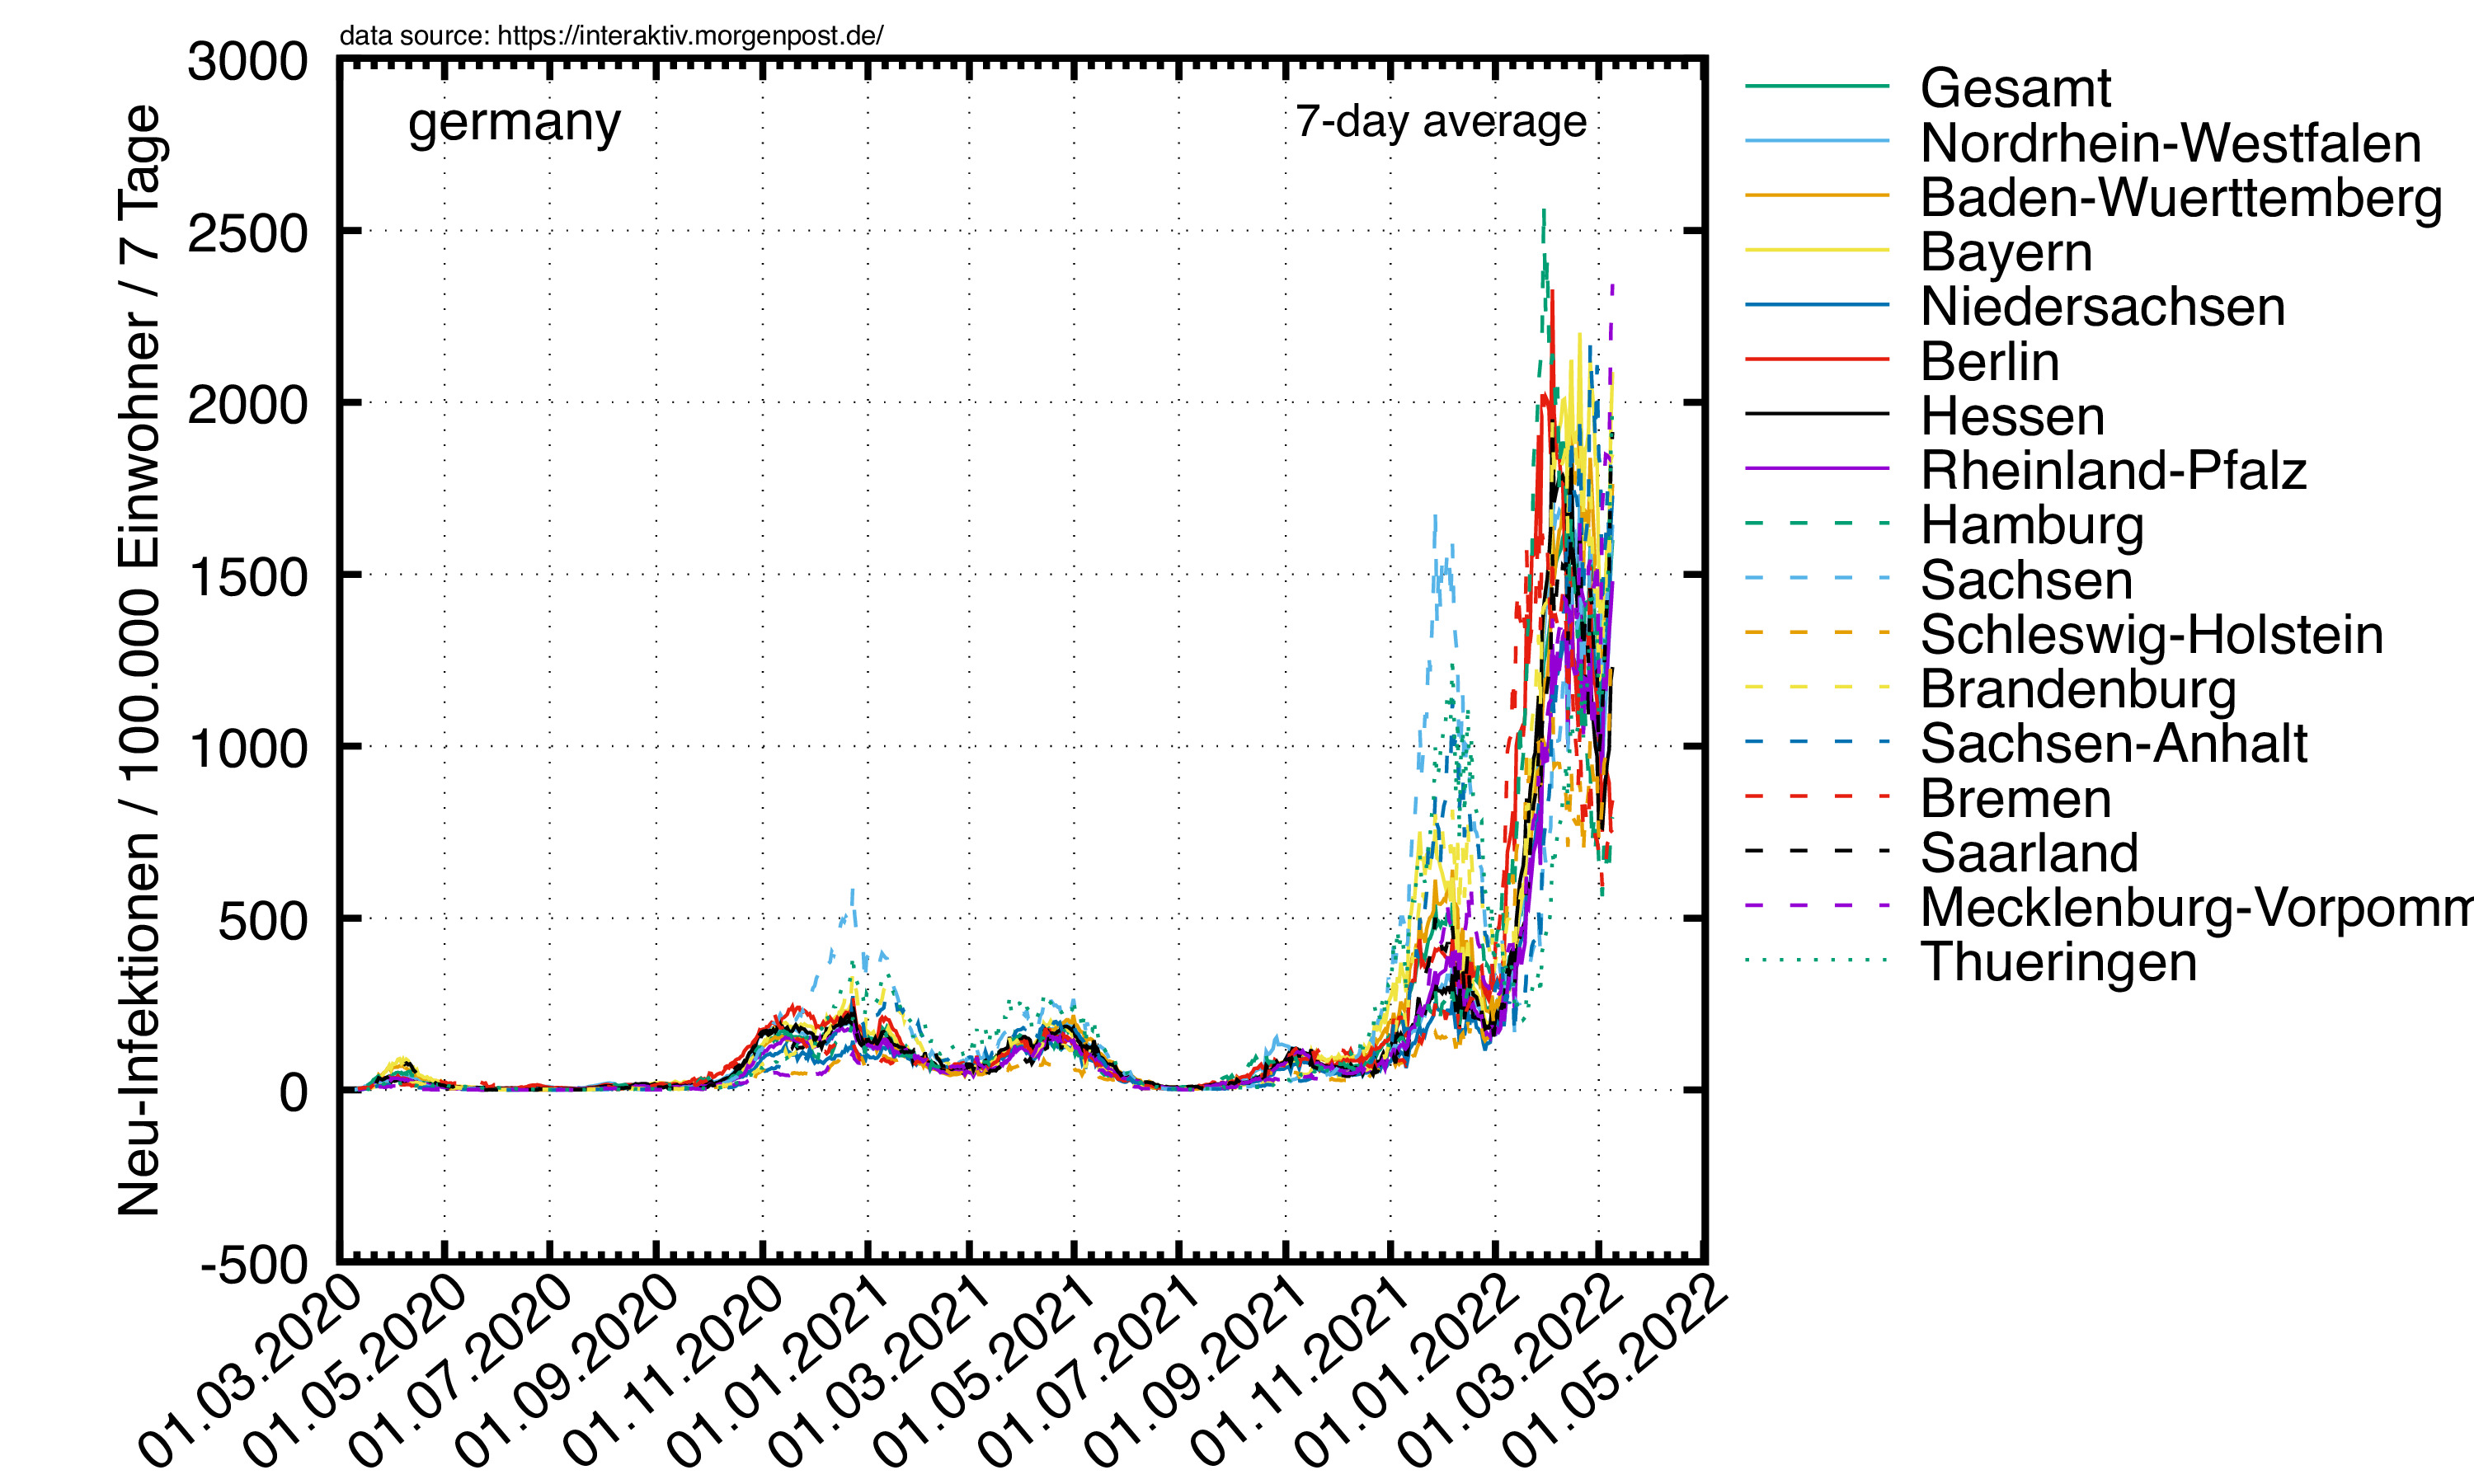 data source: https://interaktiv.morgenpost.de/
germany
7-day average
Neu-Infektionen / 100.000 Einwohner / 7 Tage
3000
2500
2000
1500
1000
500
0
-500
01.03.2020
01.05.2020
01.07.2020
01.09.2020
01.11.2020
01.01.2021
01.03.2021
01.05.2021
01.07.2021
01.09.2021
01.11.2021
01.01.2022
01.03.2022
01.05.2022
Gesamt
Nordrhein-Westfalen
Baden-Wuerttemberg
Bayern
Niedersachsen
Berlin
Hessen
Rheinland-Pfalz
Hamburg
Sachsen
Schleswig-Holstein
Brandenburg
Sachsen-Anhalt
Bremen
Saarland
Mecklenburg-Vorpomm
Thueringen